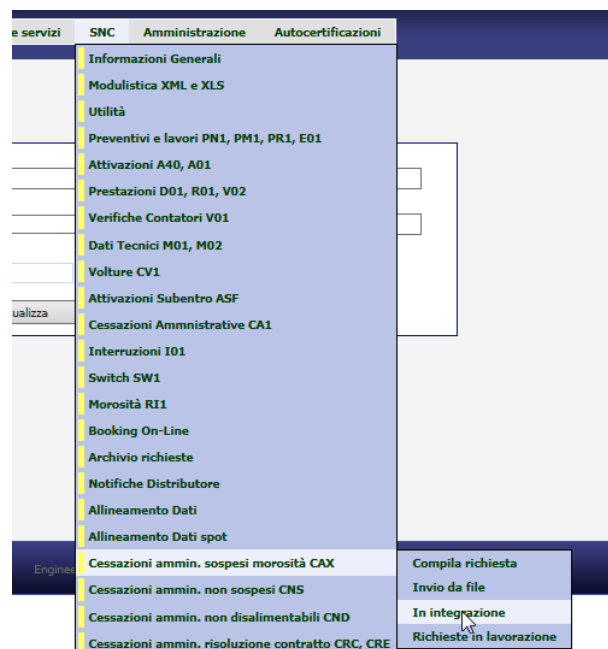 e servizi SNC Amministrazione Autocertificazioni
Informazioni Generali
Modulistica XML e XLS
Utilità
Preventivi e lavori PN1, PM1, PR1, E01
Attivazioni A40, A01
Prestazioni D01, R01, V02
Verifiche Contatori V01
Dati Tecnici M01, M02
Volture CV1
Attivazioni Subentro ASF
ualizza
Cessazioni Ammnistrative CA1
Interruzioni I01
Switch SW1
Morosità RI1
Booking On-Line
Archivio richieste
Notifiche Distributore
Allineamento Dati
Allineamento Dati spot
Enginee
Cessazioni ammin. sospesi morosità CAX
Cessazioni ammin. non sospesi CNS
Cessazioni ammin. non disalimentabili CND
Cessazioni ammin. risoluzione contratto CRC, CRE
Compila richiesta
Invio da file
In integrazione
Richieste in lavorazione